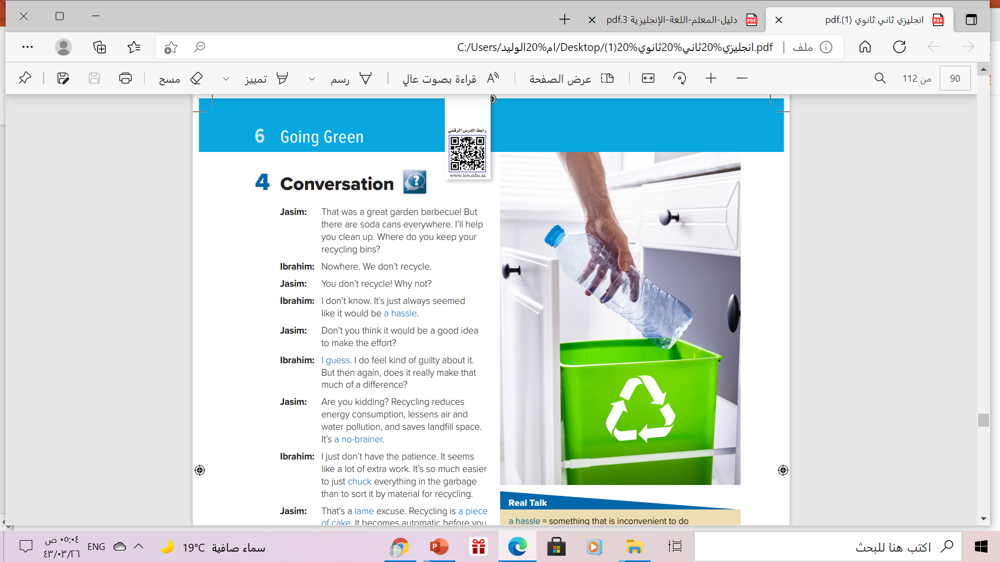 انجليزي ثاني ثانوي (1).pdf
دليل-المعلم-اللغة-الإنجليزية 3.pdf
ملف
C:/Users/ام%20الوليد/Desktop/انجليزي%20ثاني%20ثانوي%20(1).pdf
90
من 112
عرض الصفحة
قراءة بصوت عالٍ
رسم
تمييز
مسح
6 Going Green
رابط الدرس الرقمي
www.ien.edu.sa
4 Conversation
Jasim: That was a great garden barbecue! But
there are soda cans everywhere. I'll help
you clean up. Where do you keep your
recycling bins?
Ibrahim: Nowhere. We don't recycle.
Jasim: You don't recycle! Why not?
Ibrahim: I don't know. It's just always seemed
like it would be a hassle.
Jasim: Don't you think it would be a good idea
to make the effort?
Ibrahim: I guess. I do feel kind of guilty about it.
But then again, does it really make that
much of a difference?
Jasim: Are you kidding? Recycling reduces
energy consumption, lessens air and
water pollution, and saves landfill space.
It's a no-brainer.
Ibrahim: I just don't have the patience. It seems
like a lot of extra work. It's so much easier
to just chuck everything in the garbage
than to sort it by material for recycling.
Jasim: That's a lame excuse. Recycling is a piece
of cake. It becomes automatic before you
Real Talk
a hassle = something that is inconvenient to do
اكتب هنا للبحث
19°C سماء صافية
ENG
٠٥:٠٤ ص
٤٣/٠٣/٢٦